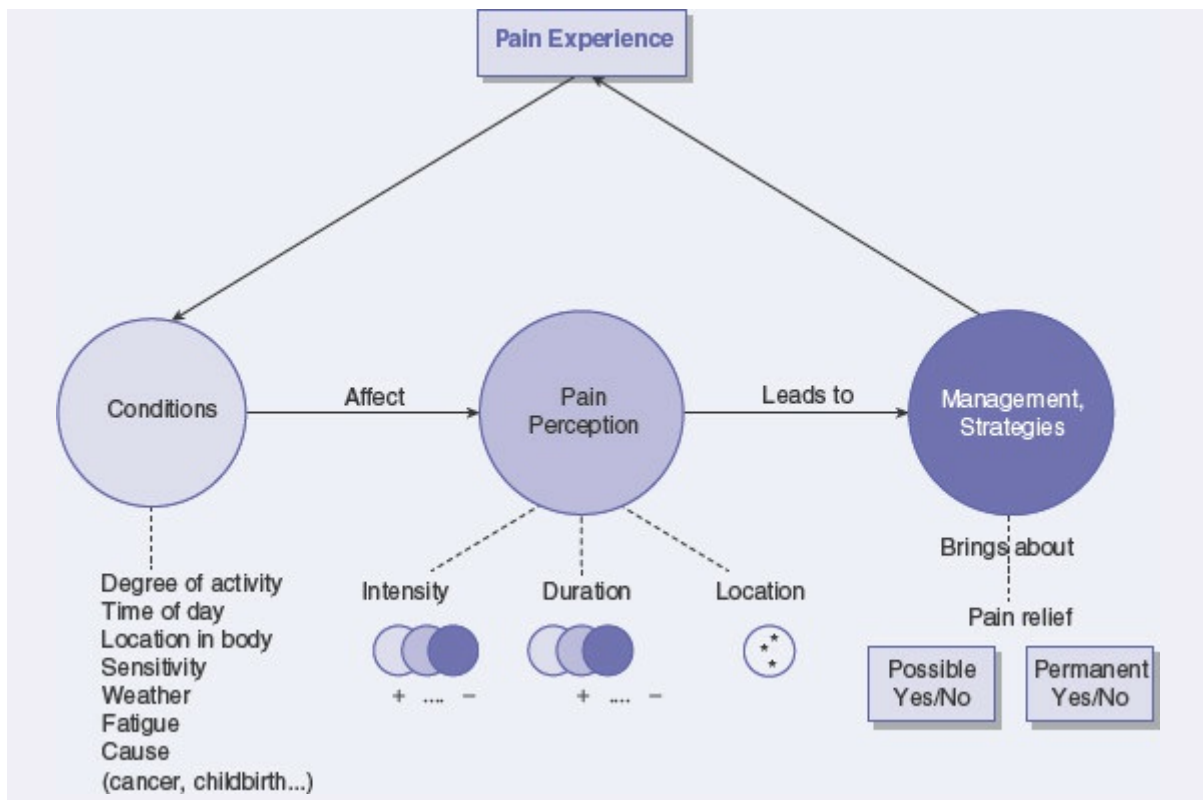 Pain Experience
Conditions
Affect
Pain
Perception
Leads to
Management,
Strategies
Degree of activity
Time of day
Location in body
Sensitivity
Weather
Fatigue
Cause
(cancer, childbirth...)
Intensity
+ .... −
Duration
+ .... −
Location
Brings about
Pain relief
Possible
Yes/No
Permanent
Yes/No